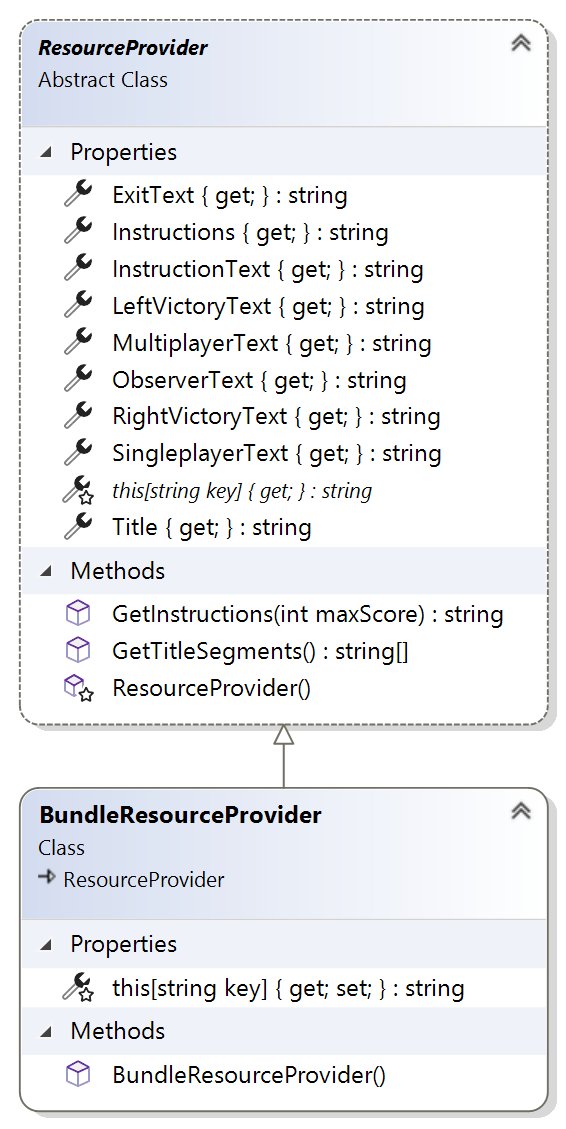 ResourceProvider
Abstract Class
Properties
ExitText { get; } : string
Instructions { get; } : string
InstructionText { get; } : string
LeftVictoryText { get; } : string
MultiplayerText { get; } : string
ObserverText { get; } : string
RightVictoryText { get; } : string
SingleplayerText { get; } : string
this[string key] { get; } : string
Title { get; } : string
Methods
GetInstructions(int maxScore) : string
GetTitleSegments() : string[]
ResourceProvider()
BundleResourceProvider
Class
ResourceProvider
Properties
this[string key] { get; set; } : string
Methods
BundleResourceProvider()